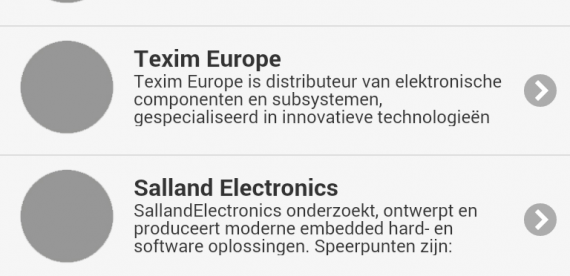 Texim Europe
Texim Europe is distributeur van elektronische
componenten en subsystemen,
gespecialiseerd in innovatieve technologieën
Salland Electronics
SallandElectronics onderzoekt, ontwerpt en
produceert moderne embedded hard- en
software oplossingen. Speerpunten zijn: